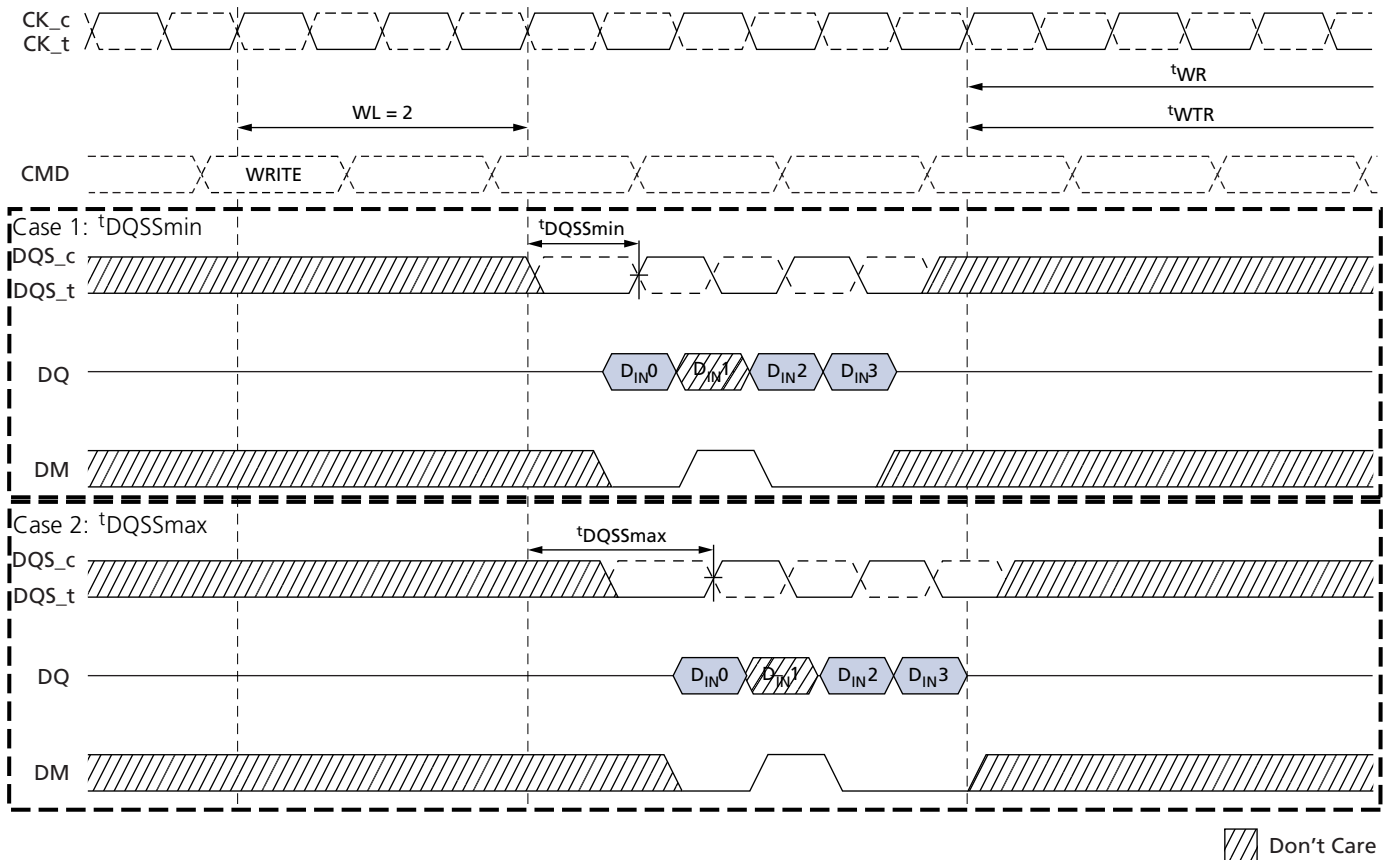 CK_c
CK_t
tWR
WL = 2
tWTR
CMD
WRITE
Case 1: tDQSSmin
tDQSSmin
DQS_c
DQS_t
DQ
DIN0
DIN1
DIN2
DIN3
DM
Case 2: tDQSSmax
tDQSSmax
DQS_c
DQS_t
DQ
DIN0
DIN1
DIN2
DIN3
DM
Don't Care